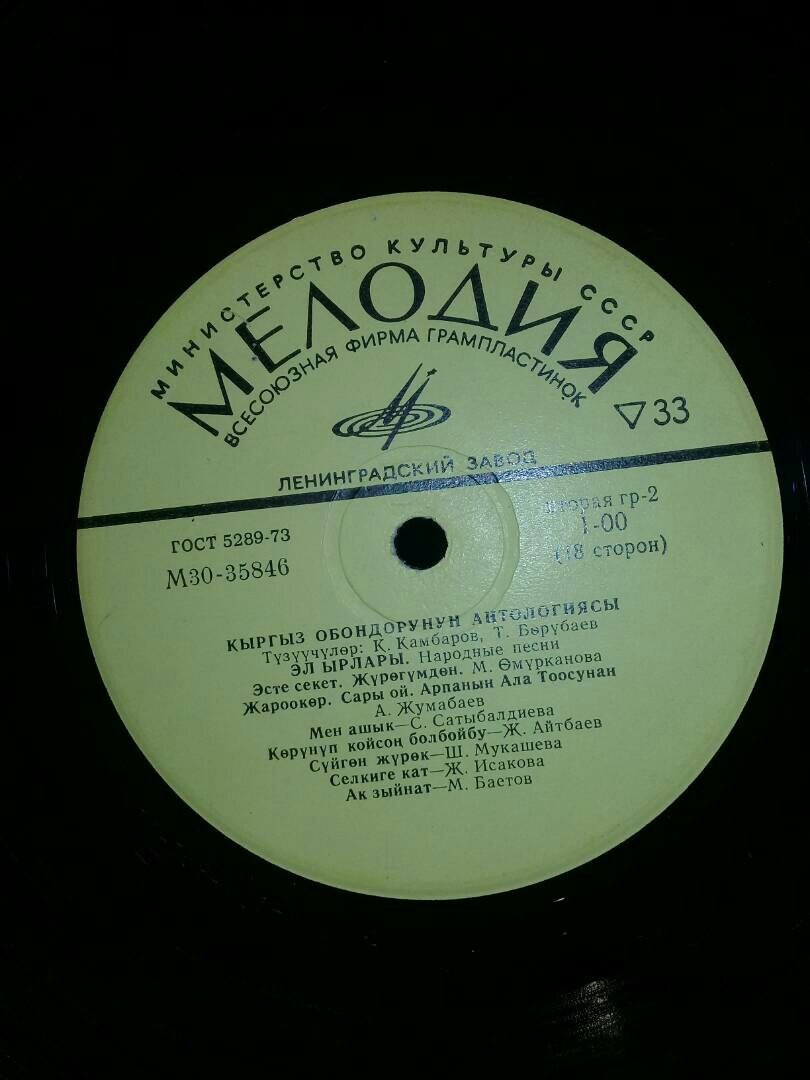 МИНИСТЕРСТВО КУЛЬТУРЫ СССР
МЕЛОДИЯ
ВСЕСОЮЗНАЯ ФИРМА ГРАМПЛАСТИНОК
▽33
ЛЕНИНГРАДСКИЙ ЗАВОД
ГОСТ 5289-73
М30-35846
вторая гр-2
1-00
(18 сторон)
КЫРГЫЗ ОБОНДОРУНУН АНТОЛОГИЯСЫ
Түзүүчүлөр: К. Камбаров, Т. Бөрүбаев
ЭЛ ЫРЛАРЫ. Народные песни
Эсте секет. Жүрөгүмдөн. М. Өмүрканова
Жароокөр. Сары ой. Арпанын Ала Тоосунан
А. Жумабаев
Мен ашык—С. Сатыбалдиева
Көрүнүп койсоң болбойбу—Ж. Айтбаев
Сүйгөн жүрөк—Ш. Мукашева
Селкиге кат—Ж. Исакова
Ак зыйнат—М. Баетов